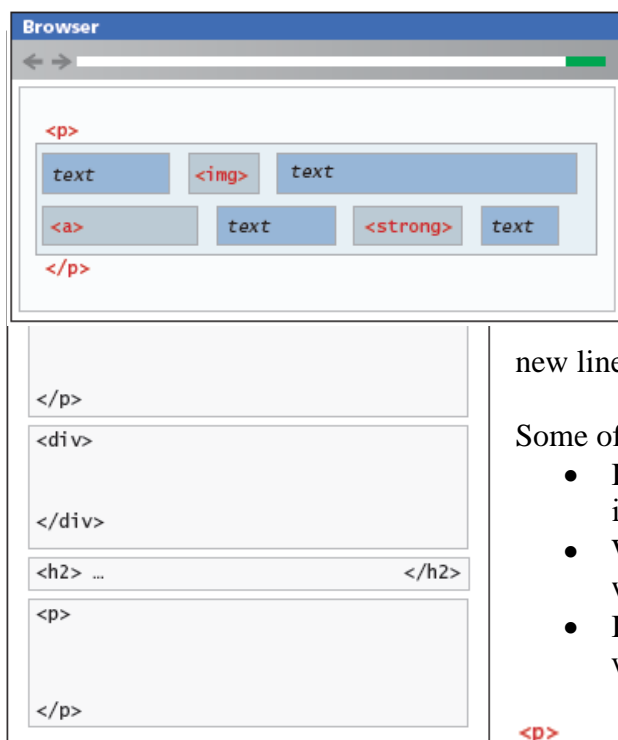 Browser
<p>
text <img> text
<a> text <strong> text
</p>
</p>
<div>
</div>
<h2> … </h2>
<p>
</p>
new line
Some of
<p>